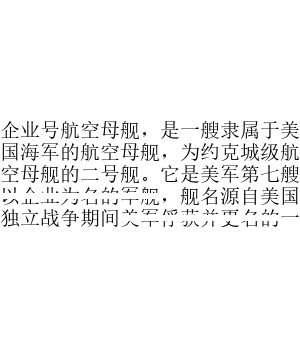 企业号航空母舰，是一艘隶属于美
国海军的航空母舰，为约克城级航
空母舰的二号舰。它是美军第七艘
以企业为名的军舰，舰名源自美国
独立战争期间美军俘获并更名的一